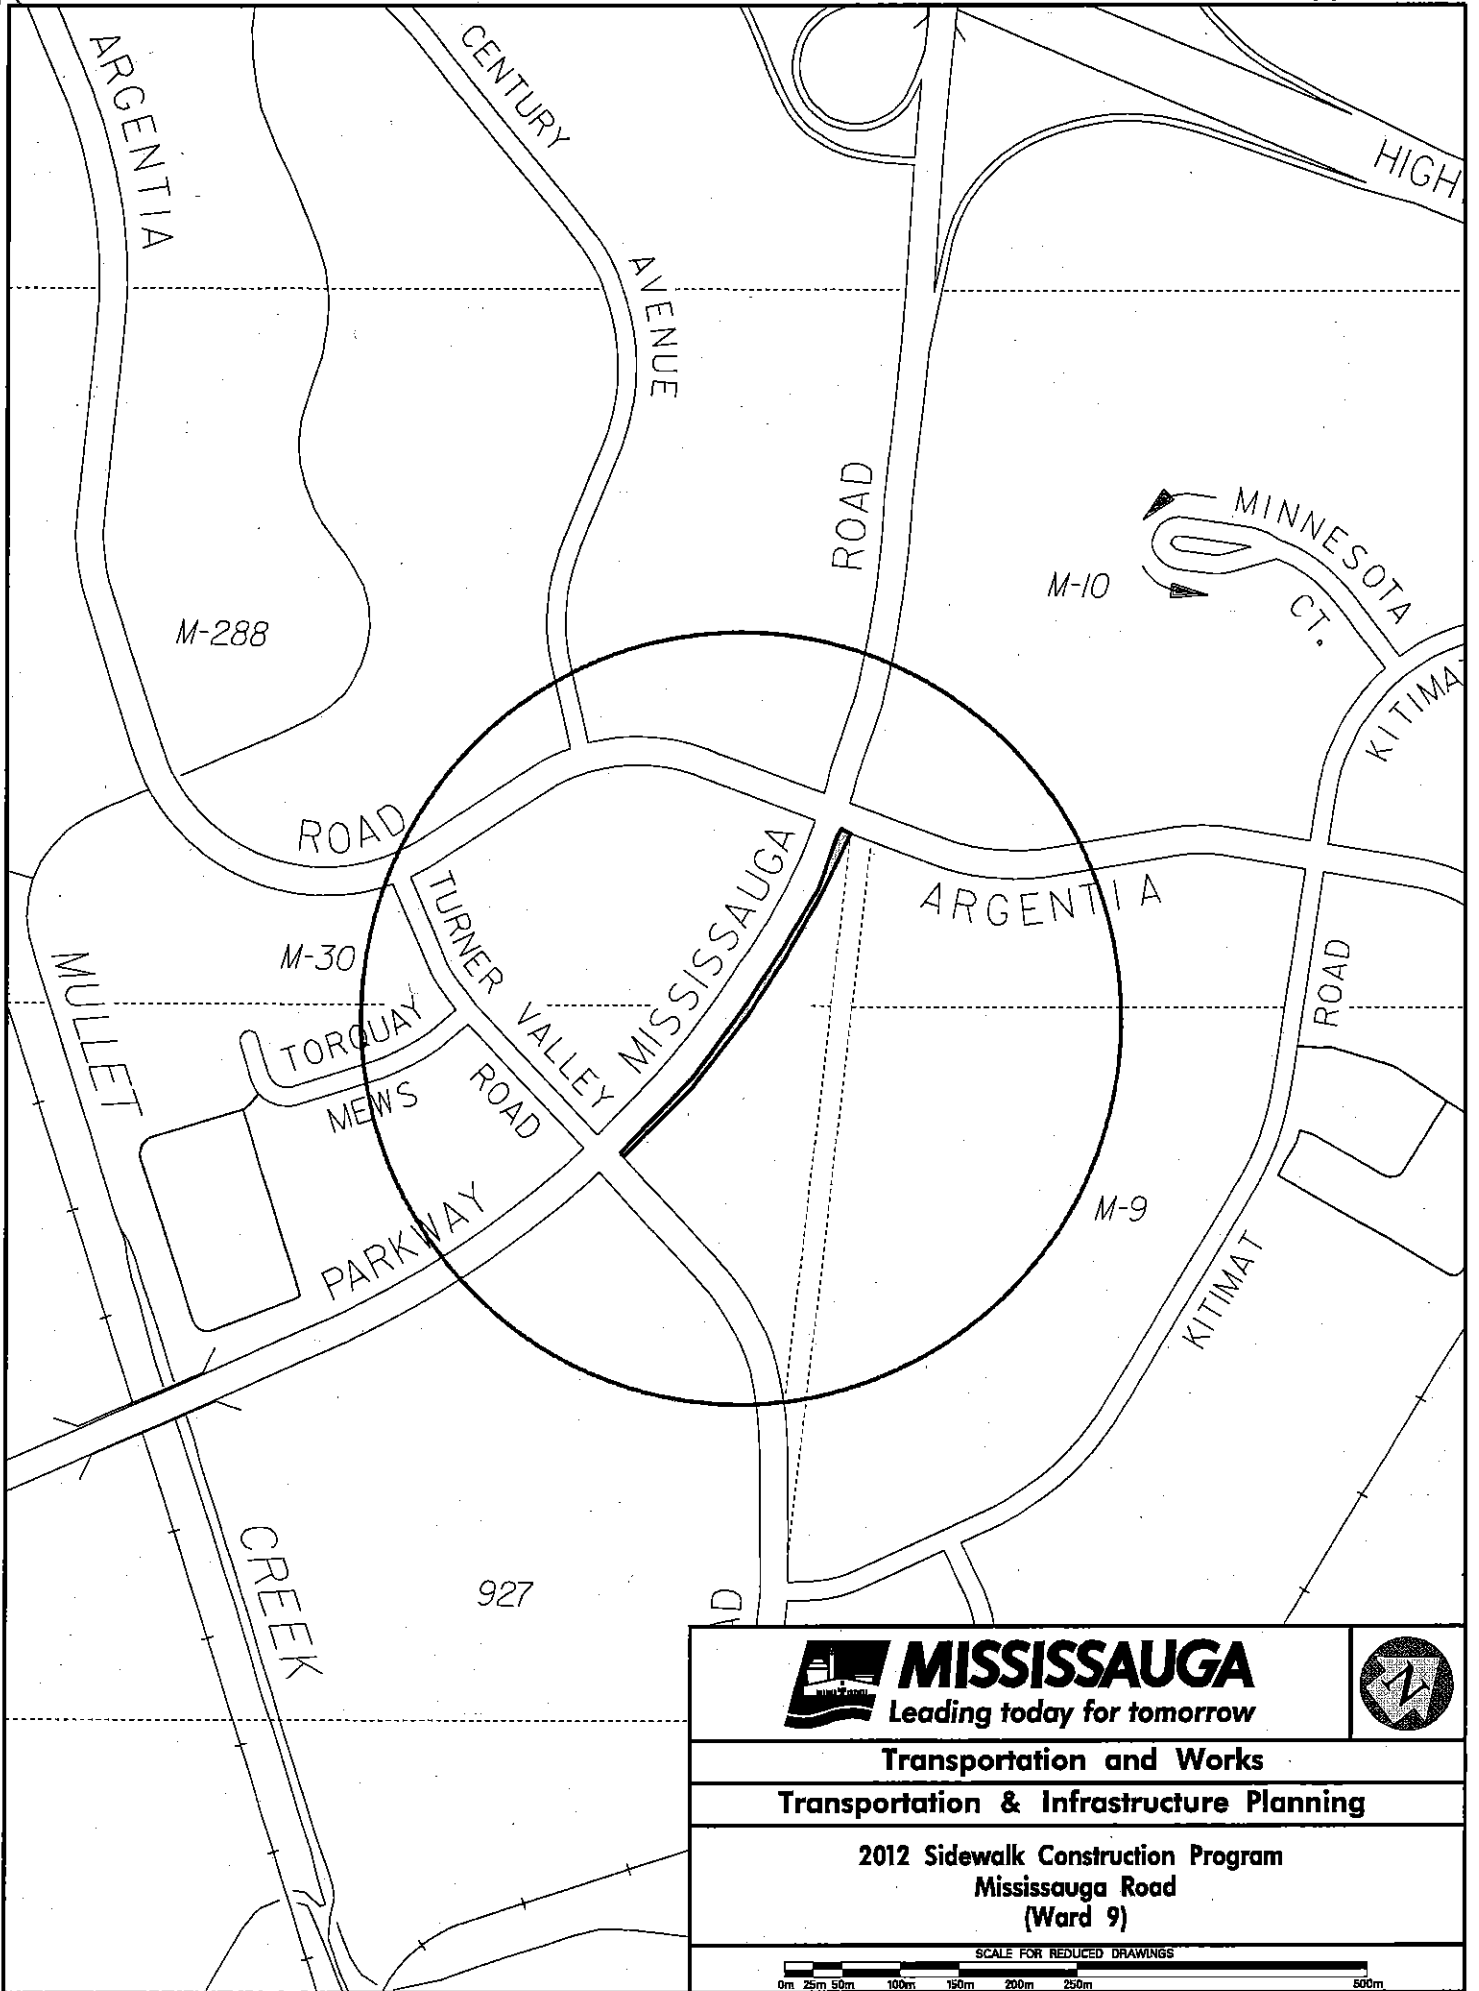 ARGENTIA
CENTURY
AVENUE
HIGH
ROAD
MINNESOTA
CT.
M-10
KITIMAT
M-288
ROAD
TURNER VALLEY
ROAD
MISSISSAUGA
ARGENTIA
M-30
TORQUAY
MEWS
MULLET
ROAD
PARKWAY
M-9
KITIMAT
CREEK
927
MISSISSAUGA
Leading today for tomorrow
N
Transportation and Works
Transportation & Infrastructure Planning
2012 Sidewalk Construction Program
Mississauga Road
(Ward 9)
SCALE FOR REDUCED DRAWINGS
0m 25m 50m 100m 150m 200m 250m 500m